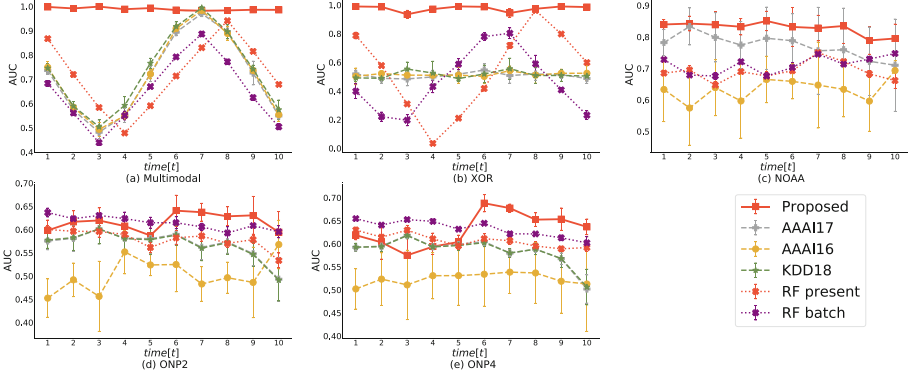 1.0
0.9
0.8
0.7
0.6
0.5
0.4
AUC
1 2 3 4 5 6 7 8 9 10
time[t]
(a) Multimodal
1.0
0.8
0.6
0.4
0.2
0.0
AUC
1 2 3 4 5 6 7 8 9 10
time[t]
(b) XOR
0.9
0.8
0.7
0.6
0.5
AUC
1 2 3 4 5 6 7 8 9 10
time[t]
(c) NOAA
0.70
0.65
0.60
0.55
0.50
0.45
0.40
AUC
1 2 3 4 5 6 7 8 9 10
time[t]
(d) ONP2
0.70
0.65
0.60
0.55
0.50
0.45
0.40
AUC
1 2 3 4 5 6 7 8 9 10
time[t]
(e) ONP4
Proposed
AAAI17
AAAI16
KDD18
RF present
RF batch